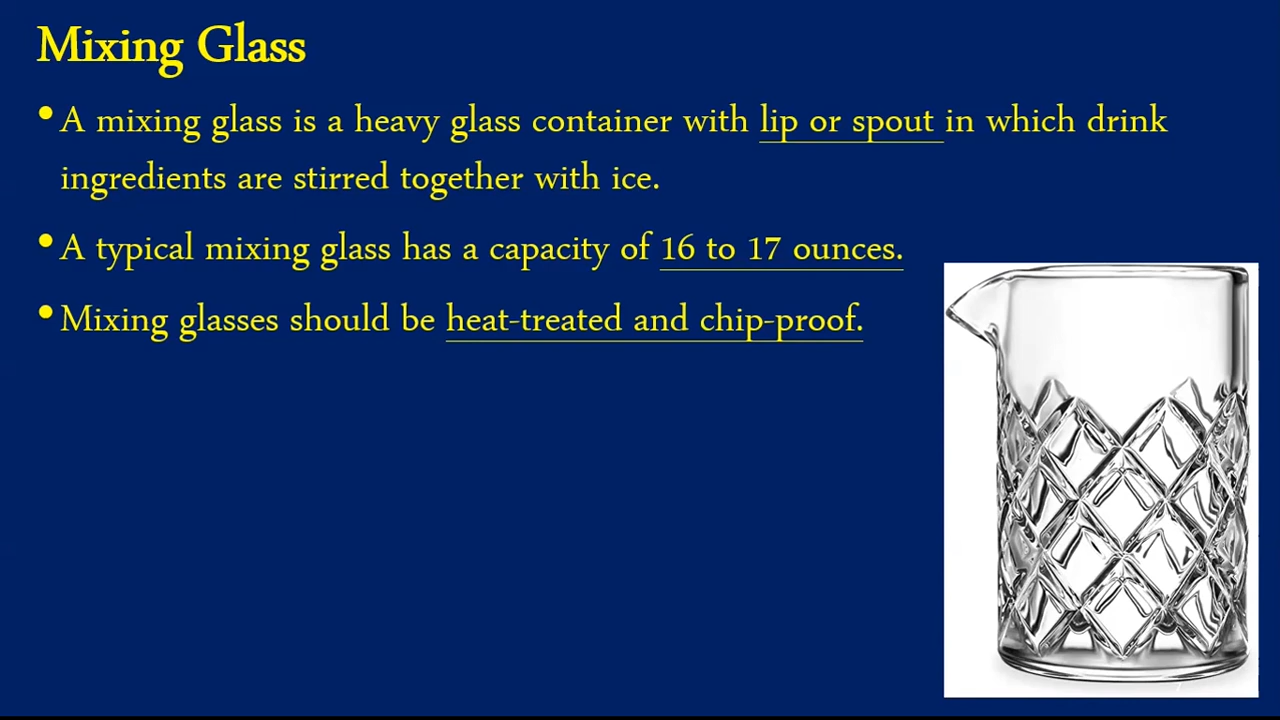 Mixing Glass
• A mixing glass is a heavy glass container with lip or spout in which drink
ingredients are stirred together with ice.
• A typical mixing glass has a capacity of 16 to 17 ounces.
• Mixing glasses should be heat-treated and chip-proof.